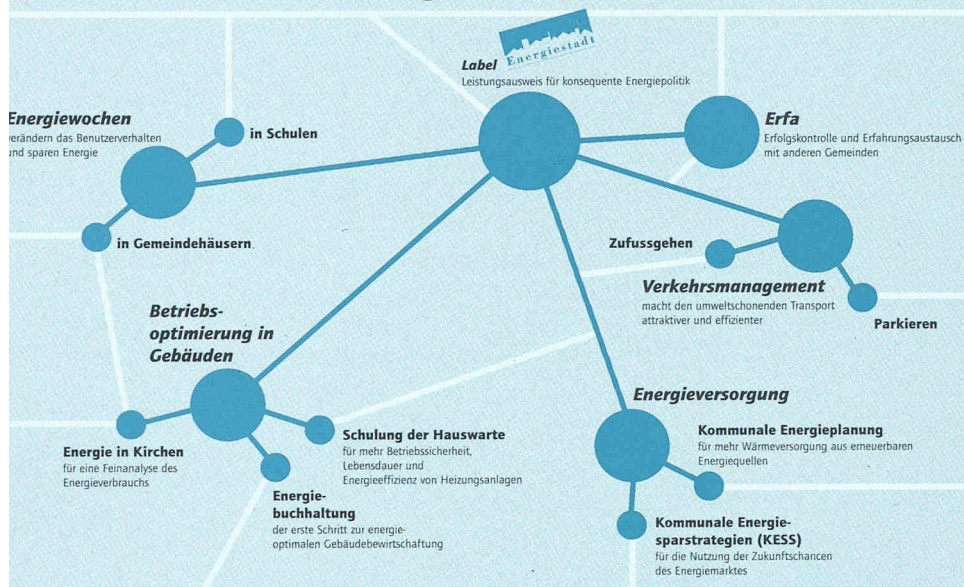 Energiestadt
Label
Leistungsausweis für konsequente Energiepolitik
Energiewochen
verändern das Benutzerverhalten
und sparen Energie
in Schulen
in Gemeindehäusern
Erfa
Erfolgskontrolle und Erfahrungsaustausch
mit anderen Gemeinden
Zufussgehen
Verkehrsmanagement
macht den umweltschonenden Transport
attraktiver und effizienter
Parkieren
Betriebs-
optimierung in
Gebäuden
Energie in Kirchen
für eine Feinanalyse des
Energieverbrauchs
Schulung der Hauswarte
für mehr Betriebssicherheit,
Lebensdauer und
Energieeffizienz von Heizungsanlagen
Energie-
buchhaltung
der erste Schritt zur energie-
optimalen Gebäudebewirtschaftung
Energieversorgung
Kommunale Energieplanung
für mehr Wärmeversorgung aus erneuerbaren
Energiequellen
Kommunale Energie-
sparstrategien (KESS)
für die Nutzung der Zukunftschancen
des Energiemarktes